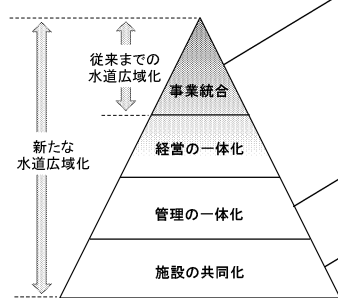 従来までの
水道広域化
事業統合
新たな
水道広域化
経営の一体化
管理の一体化
施設の共同化